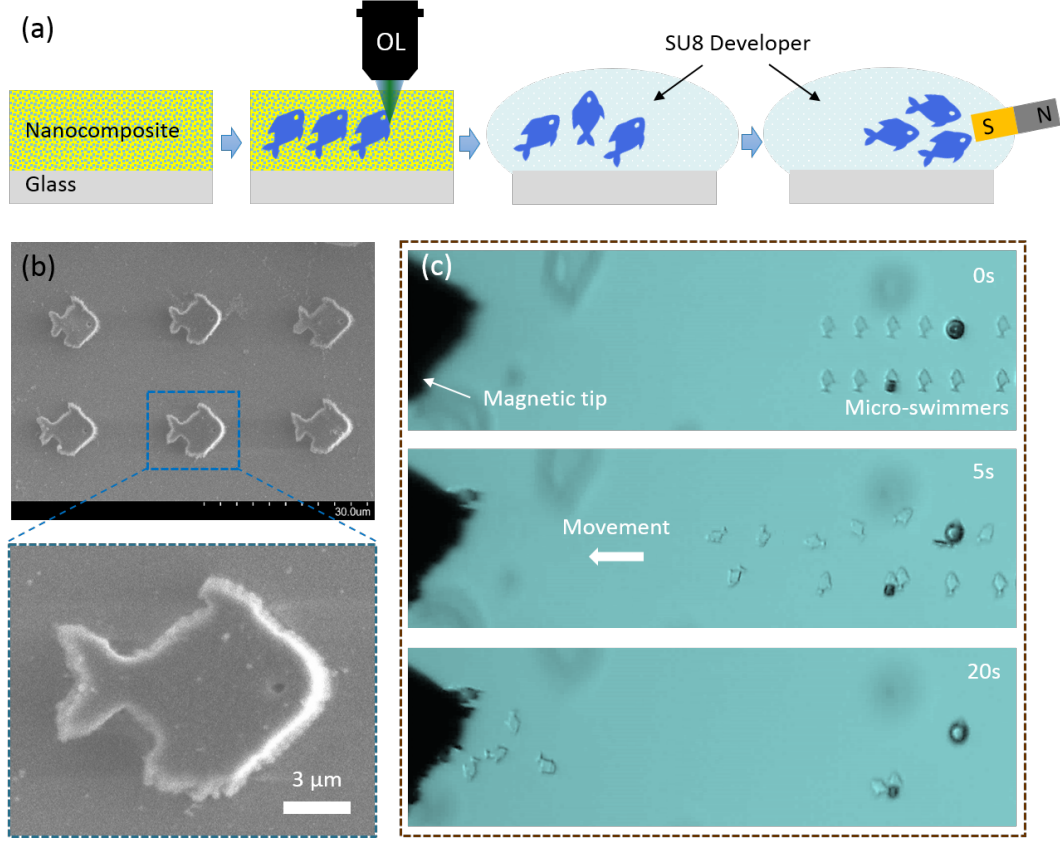 (a)
OL
SU8 Developer
Nanocomposite
Glass
S
N
(b)
30.0um
3 μm
(c)
0s
Magnetic tip
Micro-swimmers
5s
Movement
20s